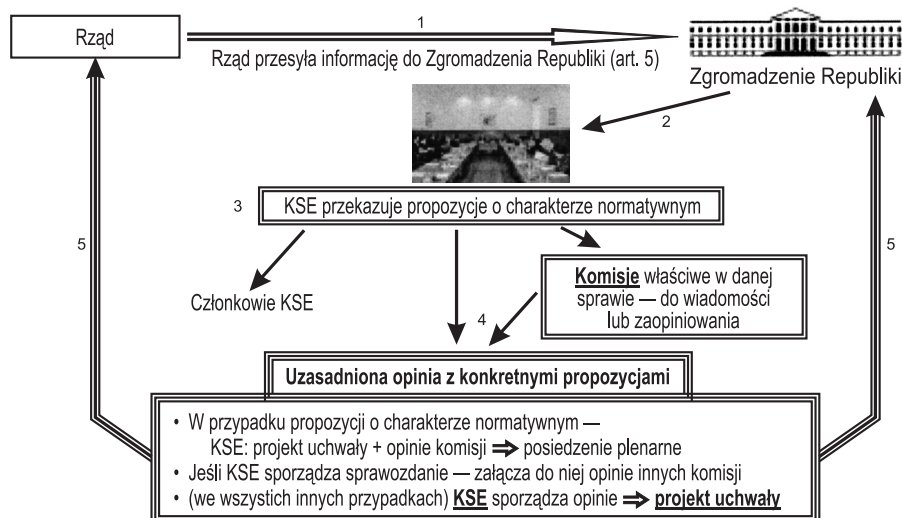 1
Rząd
Rząd przesyła informację do Zgromadzenia Republiki (art. 5)
Zgromadzenie Republiki
2
3
KSE przekazuje propozycje o charakterze normatywnym
5
5
Członkowie KSE
Komisje właściwe w danej
sprawie — do wiadomości
lub zaopiniowania
4
Uzasadniona opinia z konkretnymi propozycjami
• W przypadku propozycji o charakterze normatywnym —
KSE: projekt uchwały + opinie komisji ⇒ posiedzenie plenarne
• Jeśli KSE sporządza sprawozdanie — załącza do niej opinie innych komisji
• (we wszystich innych przypadkach) KSE sporządza opinie ⇒ projekt uchwały